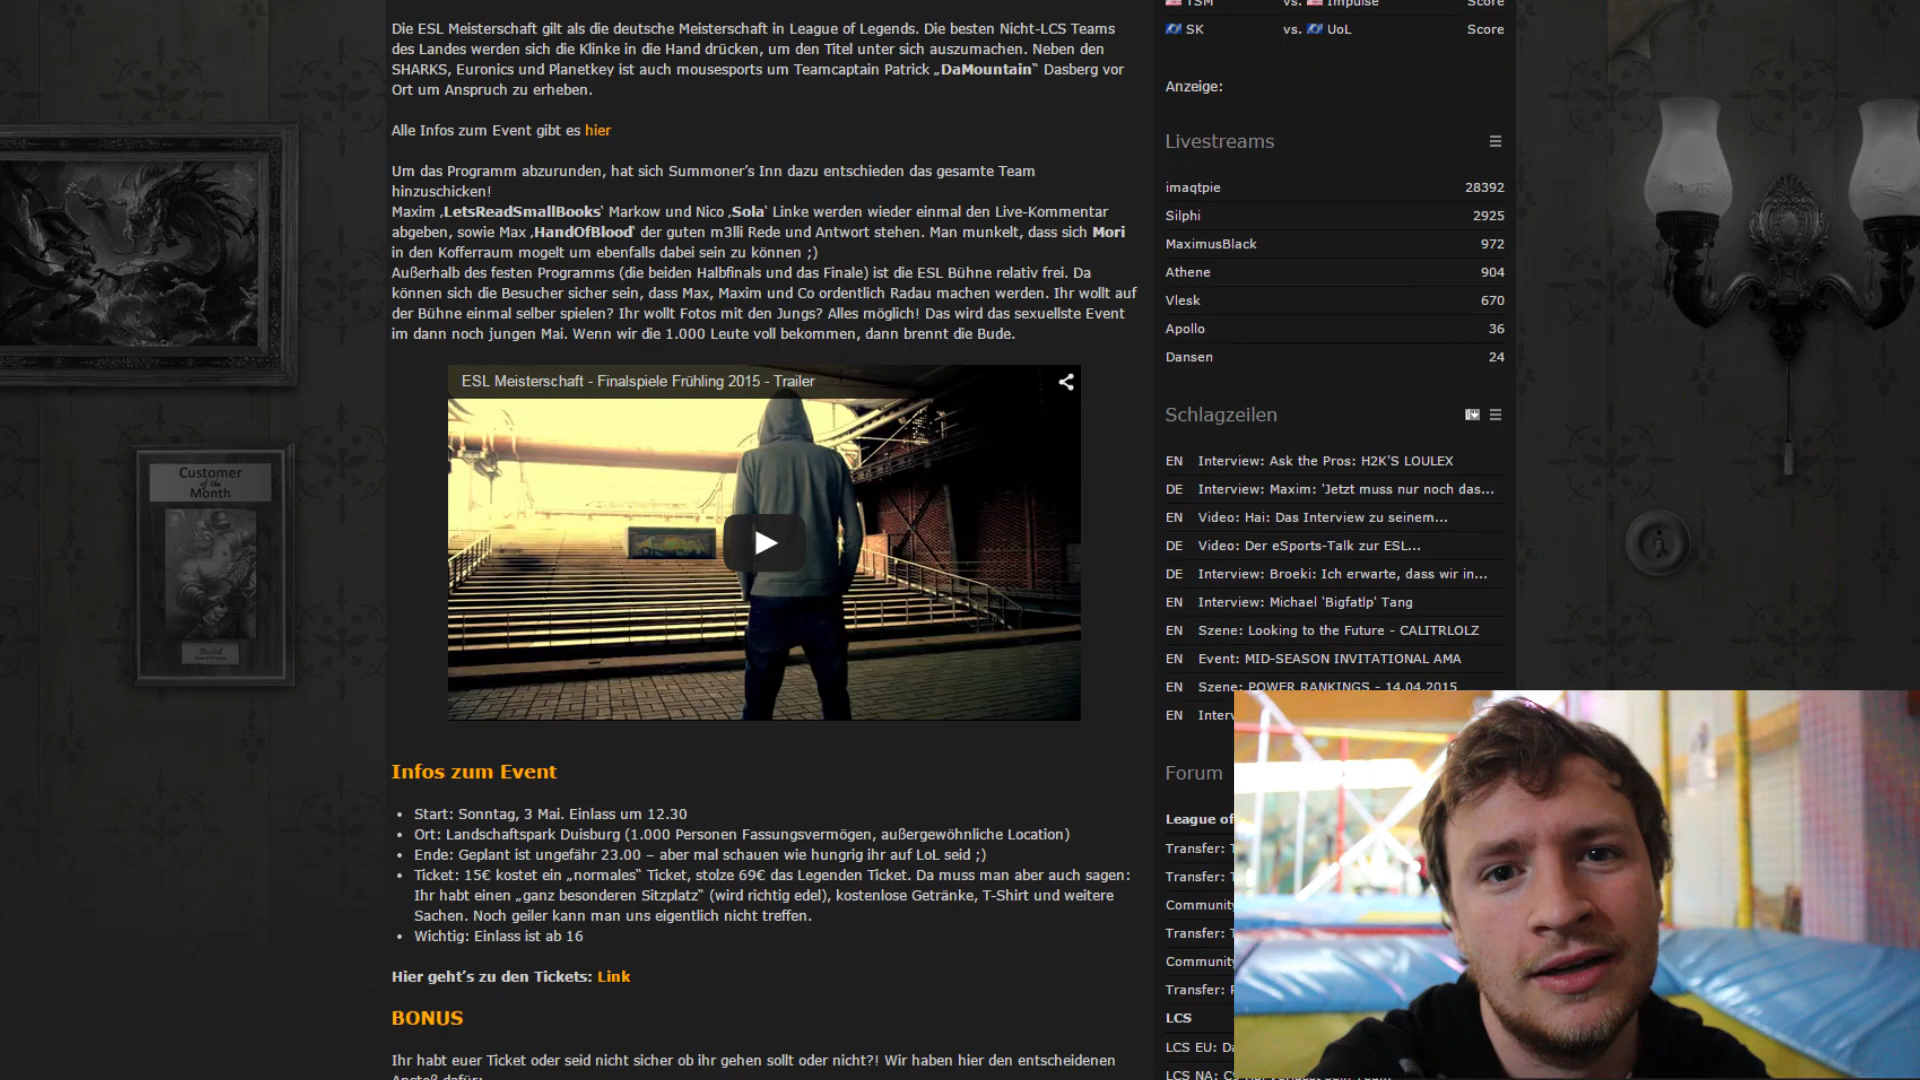 Die ESL Meisterschaft gilt als die deutsche Meisterschaft in League of Legends. Die besten Nicht-LCS Teams
des Landes werden sich die Klinke in die Hand drücken, um den Titel unter sich auszumachen. Neben den
SHARKS, Euronics und Planetkey ist auch mousesports um Teamcaptain Patrick „DaMountain“ Dasberg vor
Ort um Anspruch zu erheben.
Alle Infos zum Event gibt es hier
Um das Programm abzurunden, hat sich Summoner’s Inn dazu entschieden das gesamte Team
hinzuschicken!
Maxim ‚LetsReadSmallBooks‘ Markow und Nico ‚Sola‘ Linke werden wieder einmal den Live-Kommentar
abgeben, sowie Max ‚HandOfBlood‘ der guten m3lli Rede und Antwort stehen. Man munkelt, dass sich Mori
in den Kofferraum mogelt um ebenfalls dabei sein zu können ;)
Außerhalb des festen Programms (die beiden Halbfinals und das Finale) ist die ESL Bühne relativ frei. Da
können sich die Besucher sicher sein, dass Max, Maxim und Co ordentlich Radau machen werden. Ihr wollt auf
der Bühne einmal selber spielen? Ihr wollt Fotos mit den Jungs? Alles möglich! Das wird das sexuellste Event
im dann noch jungen Mai. Wenn wir die 1.000 Leute voll bekommen, dann brennt die Bude.
ESL Meisterschaft - Finalspiele Frühling 2015 - Trailer
Infos zum Event
• Start: Sonntag, 3 Mai. Einlass um 12.30
• Ort: Landschaftspark Duisburg (1.000 Personen Fassungsvermögen, außergewöhnliche Location)
• Ende: Geplant ist ungefähr 23.00 – aber mal schauen wie hungrig ihr auf LoL seid ;)
• Ticket: 15€ kostet ein „normales“ Ticket, stolze 69€ das Legenden Ticket. Da muss man aber auch sagen:
Ihr habt einen „ganz besonderen Sitzplatz“ (wird richtig edel), kostenlose Getränke, T-Shirt und weitere
Sachen. Noch geiler kann man uns eigentlich nicht treffen.
• Wichtig: Einlass ist ab 16
Hier geht’s zu den Tickets: Link
BONUS
Ihr habt euer Ticket oder seid nicht sicher ob ihr gehen sollt oder nicht?! Wir haben hier den entscheidenen
Anstoß dafür:
TSM vs. Impulse Score
SK vs. UoL Score
Anzeige:
Livestreams
imaqtpie 28392
Silphi 2925
MaximusBlack 972
Athene 904
Vlesk 670
Apollo 36
Dansen 24
Schlagzeilen
EN Interview: Ask the Pros: H2K'S LOULEX
DE Interview: Maxim: 'Jetzt muss nur noch das...
EN Video: Hai: Das Interview zu seinem...
DE Video: Der eSports-Talk zur ESL...
DE Interview: Broeki: Ich erwarte, dass wir in...
EN Interview: Michael 'Bigfatlp' Tang
EN Szene: Looking to the Future - CALITRLOLZ
EN Event: MID-SEASON INVITATIONAL AMA
EN Szene: POWER RANKINGS - 14.04.2015
EN Interv
Forum
League of
Transfer:
Transfer:
Community
Transfer:
Community
Transfer:
LCS
LCS EU:
LCS NA:
Customer
of the
Month